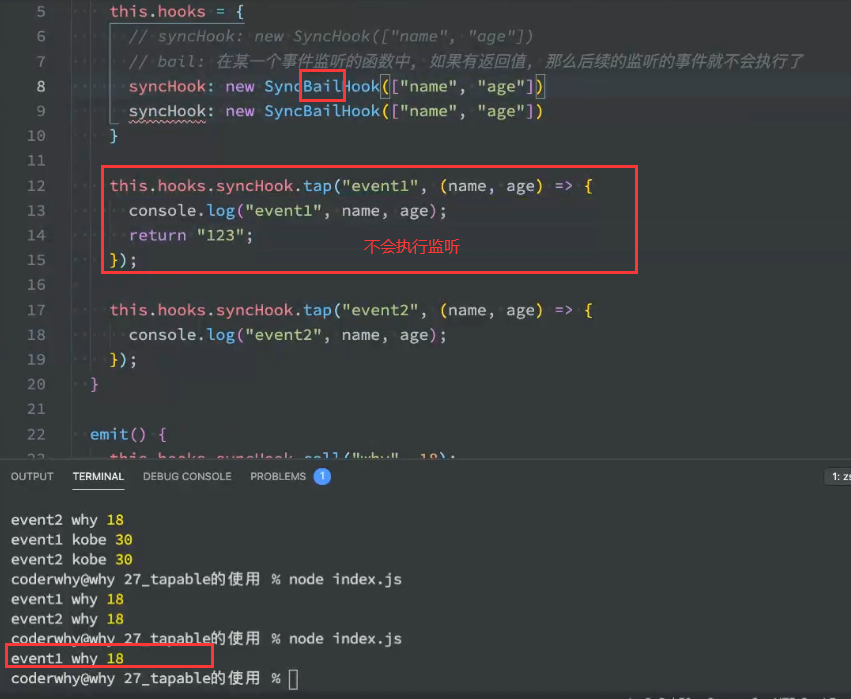 5 this.hooks = {
6 // syncHook: new SyncHook(["name", "age"])
7 // bail: 在某一个事件监听的函数中, 如果有返回值, 那么后续的监听的事件就不会执行了
8 syncHook: new SyncBailHook(["name", "age"])
9 syncHook: new SyncBailHook(["name", "age"])
10 }
11
12 this.hooks.syncHook.tap("event1", (name, age) => {
13 console.log("event1", name, age);
14 return "123";
不会执行监听
15 });
16
17 this.hooks.syncHook.tap("event2", (name, age) => {
18 console.log("event2", name, age);
19 });
20 }
21
22 emit() {
23 this.hooks.syncHook.call("why", 18);
OUTPUT TERMINAL DEBUG CONSOLE PROBLEMS 1 1: zs
event2 why 18
event1 kobe 30
event2 kobe 30
coderwhy@why 27_tapable的使用 % node index.js
event1 why 18
event2 why 18
coderwhy@why 27_tapable的使用 % node index.js
event1 why 18
coderwhy@why 27_tapable的使用 %